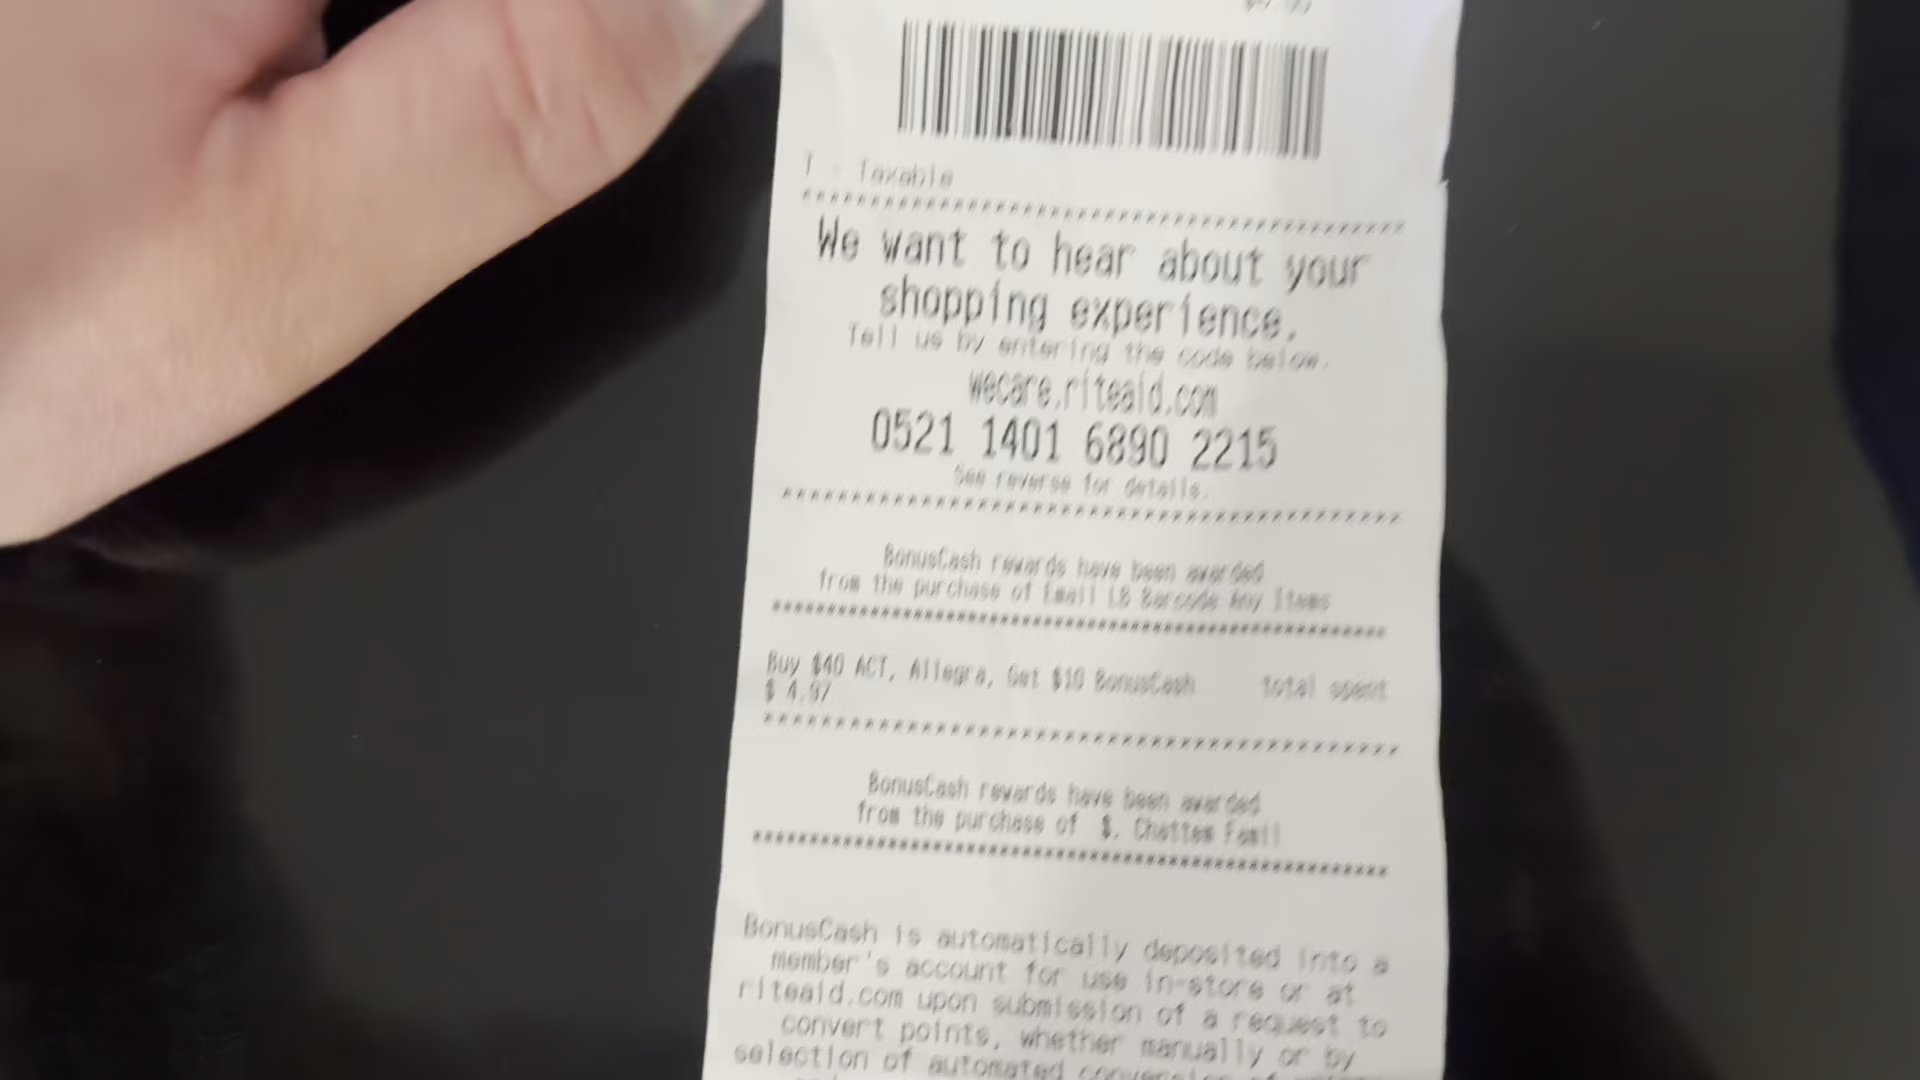 T - Taxable
****************************************
We want to hear about your
shopping experience.
Tell us by entering the code below.
wecare.riteaid.com
0521 1401 6890 2215
See reverse for details.
****************************************
BonusCash rewards have been awarded
from the purchase of Email LB Barcode Any Items
****************************************
Buy $40 ACT, Allegra, Get $10 BonusCash total spent
$ 4.97
****************************************
BonusCash rewards have been awarded
from the purchase of $. Chattem Famil
****************************************
BonusCash is automatically deposited into a
member's account for use in-store or at
riteaid.com upon submission of a request to
convert points, whether manually or by
selection of automated conversion of